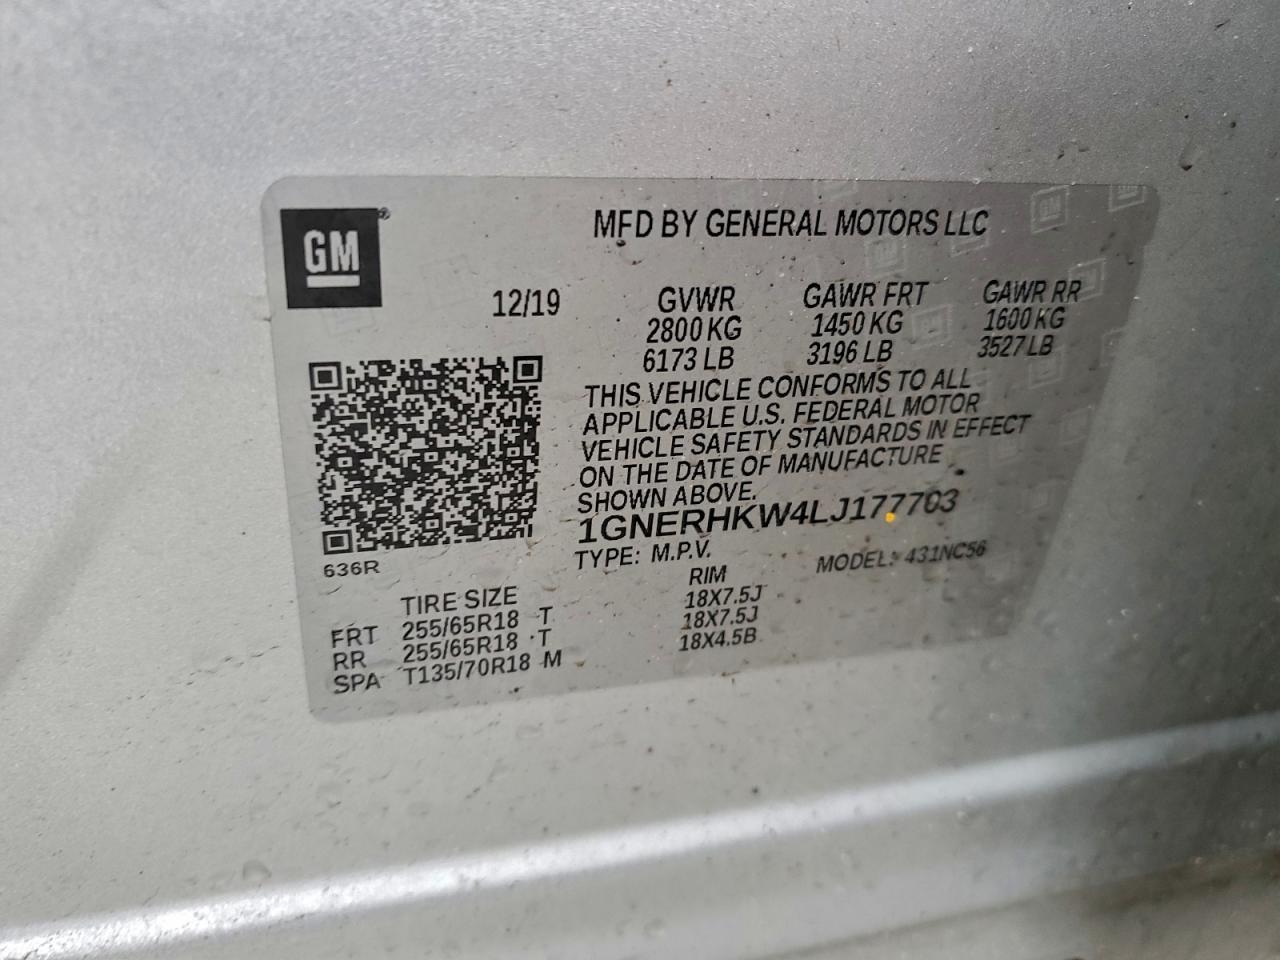 GM®
MFD BY GENERAL MOTORS LLC
12/19 GVWR GAWR FRT GAWR RR
2800 KG 1450 KG 1600 KG
6173 LB 3196 LB 3527 LB
THIS VEHICLE CONFORMS TO ALL
APPLICABLE U.S. FEDERAL MOTOR
VEHICLE SAFETY STANDARDS IN EFFECT
ON THE DATE OF MANUFACTURE
SHOWN ABOVE.
1GNERHKW4LJ177703
TYPE: M.P.V. MODEL: 431NC56
636R
TIRE SIZE RIM
FRT 255/65R18 T 18X7.5J
RR 255/65R18 T 18X7.5J
SPA T135/70R18 M 18X4.5B